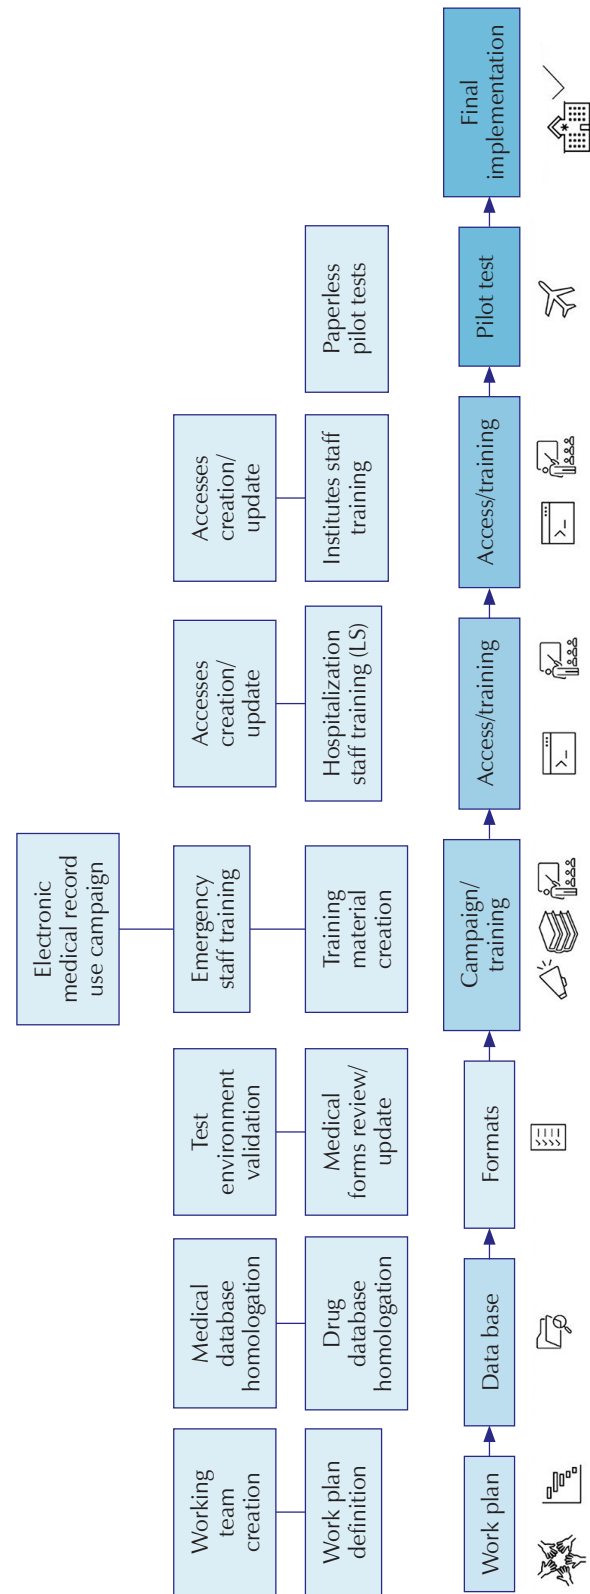 Electronic
medical record
use campaign
Working
team
creation
Medical
database
homologation
Test
environment
validation
Emergency
staff training
Accesses
creation/
update
Accesses
creation/
update
Work plan
definition
Drug
database
homologation
Medical
forms review/
update
Training
material
creation
Hospitalization
staff training (LS)
Institutes staff
training
Paperless
pilot tests
Work plan
Data base
Formats
Campaign/
training
Access/training
Access/training
Pilot test
Final
implementation